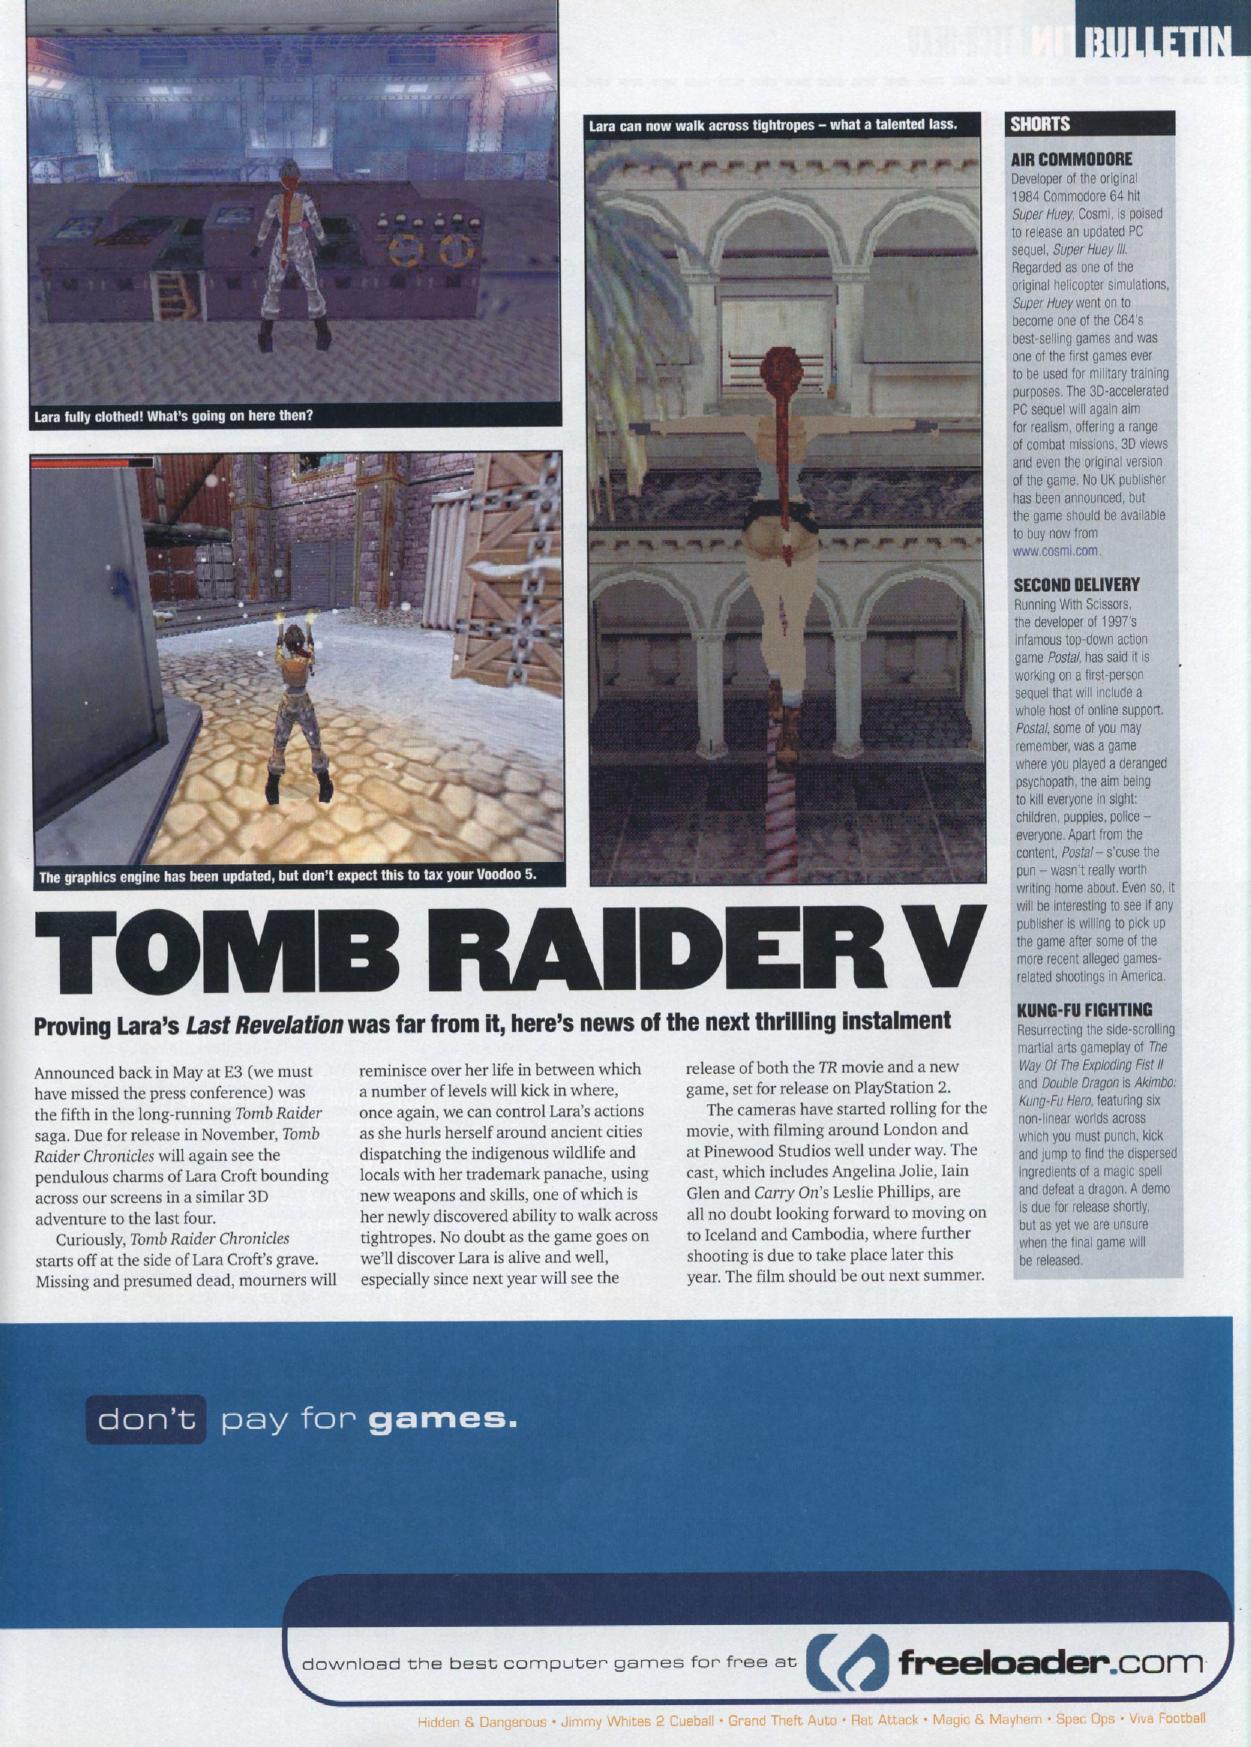 BULLETIN
Lara fully clothed! What's going on here then?
Lara can now walk across tightropes – what a talented lass.
The graphics engine has been updated, but don't expect this to tax your Voodoo 5.
TOMB RAIDER V
Proving Lara's Last Revelation was far from it, here's news of the next thrilling instalment
Announced back in May at E3 (we must
have missed the press conference) was
the fifth in the long-running Tomb Raider
saga. Due for release in November, Tomb
Raider Chronicles will again see the
pendulous charms of Lara Croft bounding
across our screens in a similar 3D
adventure to the last four.
Curiously, Tomb Raider Chronicles
starts off at the side of Lara Croft's grave.
Missing and presumed dead, mourners will
reminisce over her life in between which
a number of levels will kick in where,
once again, we can control Lara's actions
as she hurls herself around ancient cities
dispatching the indigenous wildlife and
locals with her trademark panache, using
new weapons and skills, one of which is
her newly discovered ability to walk across
tightropes. No doubt as the game goes on
we'll discover Lara is alive and well,
especially since next year will see the
release of both the TR movie and a new
game, set for release on PlayStation 2.
The cameras have started rolling for the
movie, with filming around London and
at Pinewood Studios well under way. The
cast, which includes Angelina Jolie, Iain
Glen and Carry On's Leslie Phillips, are
all no doubt looking forward to moving on
to Iceland and Cambodia, where further
shooting is due to take place later this
year. The film should be out next summer.
SHORTS
AIR COMMODORE
Developer of the original
1984 Commodore 64 hit
Super Huey, Cosmi, is poised
to release an updated PC
sequel, Super Huey III.
Regarded as one of the
original helicopter simulations,
Super Huey went on to
become one of the C64's
best-selling games and was
one of the first games ever
to be used for military training
purposes. The 3D-accelerated
PC sequel will again aim
for realism, offering a range
of combat missions, 3D views
and even the original version
of the game. No UK publisher
has been announced, but
the game should be available
to buy now from
www.cosmi.com.
SECOND DELIVERY
Running With Scissors,
the developer of 1997's
infamous top-down action
game Postal, has said it is
working on a first-person
sequel that will include a
whole host of online support.
Postal, some of you may
remember, was a game
where you played a deranged
psychopath, the aim being
to kill everyone in sight:
children, puppies, police –
everyone. Apart from the
content, Postal – s'cuse the
pun – wasn't really worth
writing home about. Even so, it
will be interesting to see if any
publisher is willing to pick up
the game after some of the
more recent alleged games-
related shootings in America.
KUNG-FU FIGHTING
Resurrecting the side-scrolling
martial arts gameplay of The
Way Of The Exploding Fist II
and Double Dragon is Akimbo:
Kung-Fu Hero, featuring six
non-linear worlds across
which you must punch, kick
and jump to find the dispersed
ingredients of a magic spell
and defeat a dragon. A demo
is due for release shortly,
but as yet we are unsure
when the final game will
be released.
don't pay for games.
download the best computer games for free at freeloader.com
Hidden & Dangerous • Jimmy Whites 2 Cueball • Grand Theft Auto • Rat Attack • Magic & Mayhem • Spec Ops • Viva Football